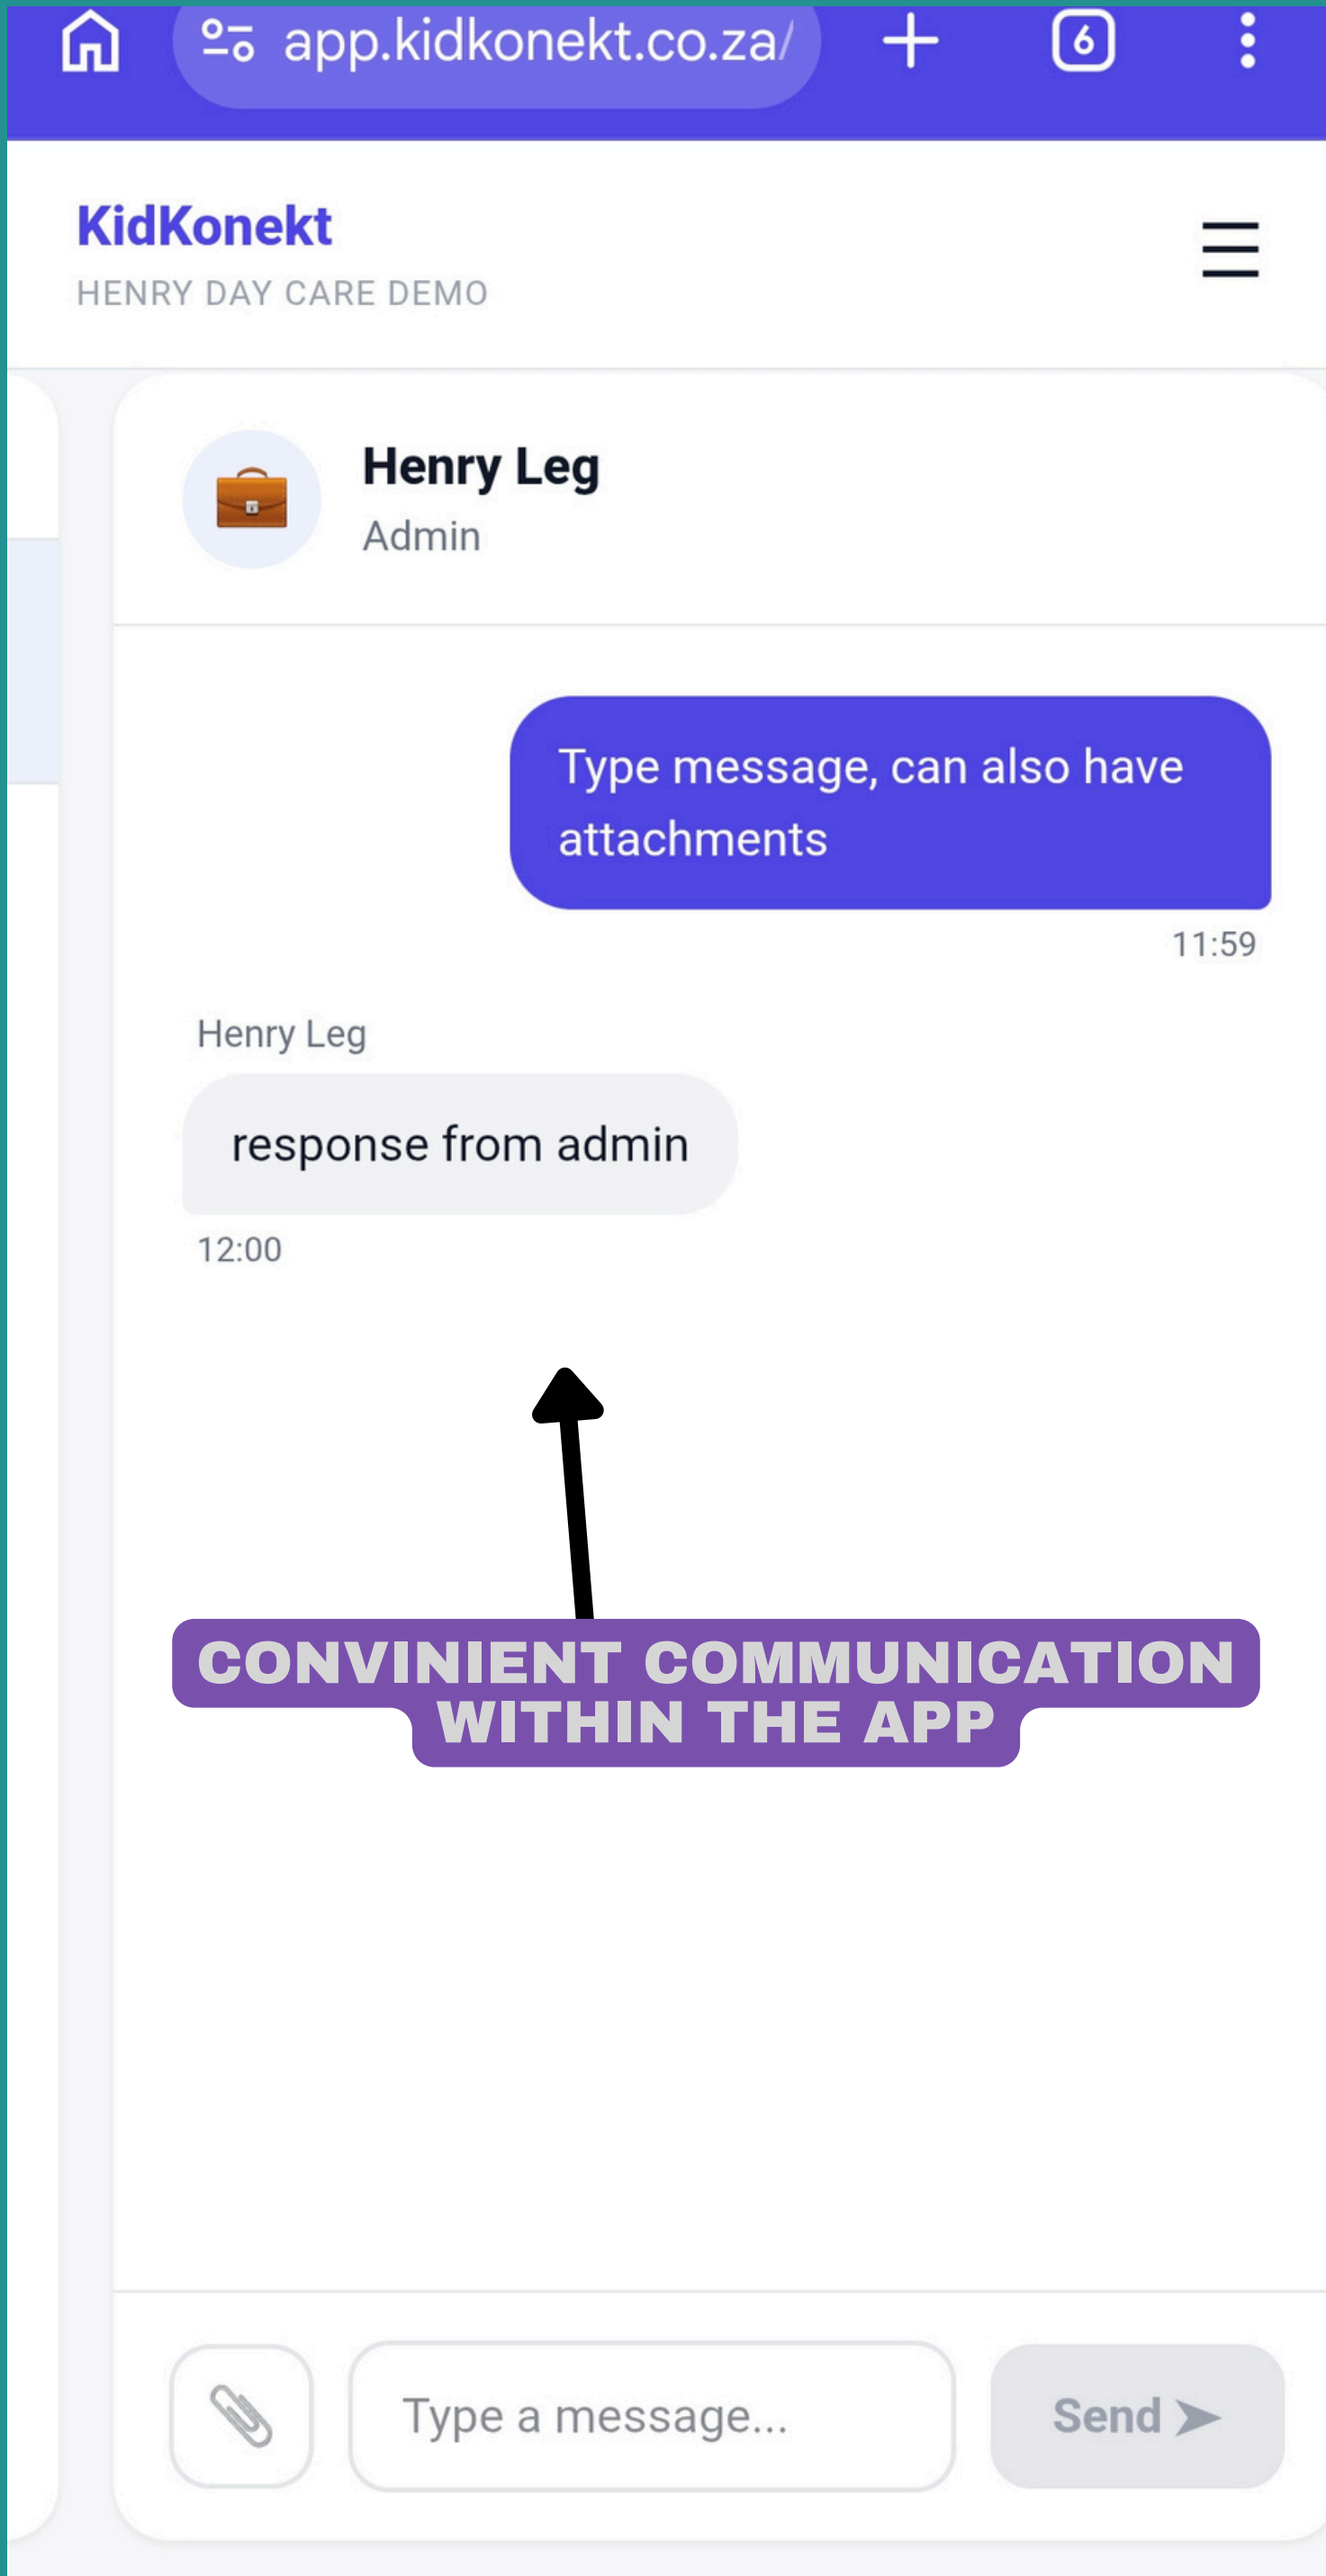 app.kidkonekt.co.za/
6
KidKonekt
HENRY DAY CARE DEMO
Henry Leg
Admin
Type message, can also have
attachments
11:59
Henry Leg
response from admin
12:00
CONVINIENT COMMUNICATION
WITHIN THE APP
Type a message...
Send